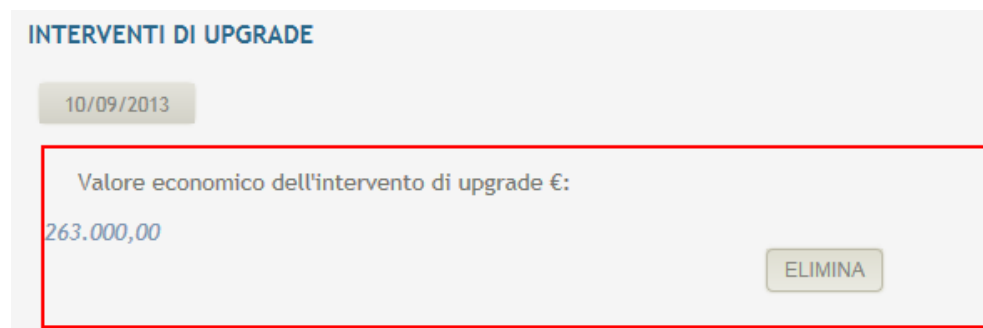 INTERVENTI DI UPGRADE
10/09/2013
Valore economico dell'intervento di upgrade €:
263.000,00
ELIMINA